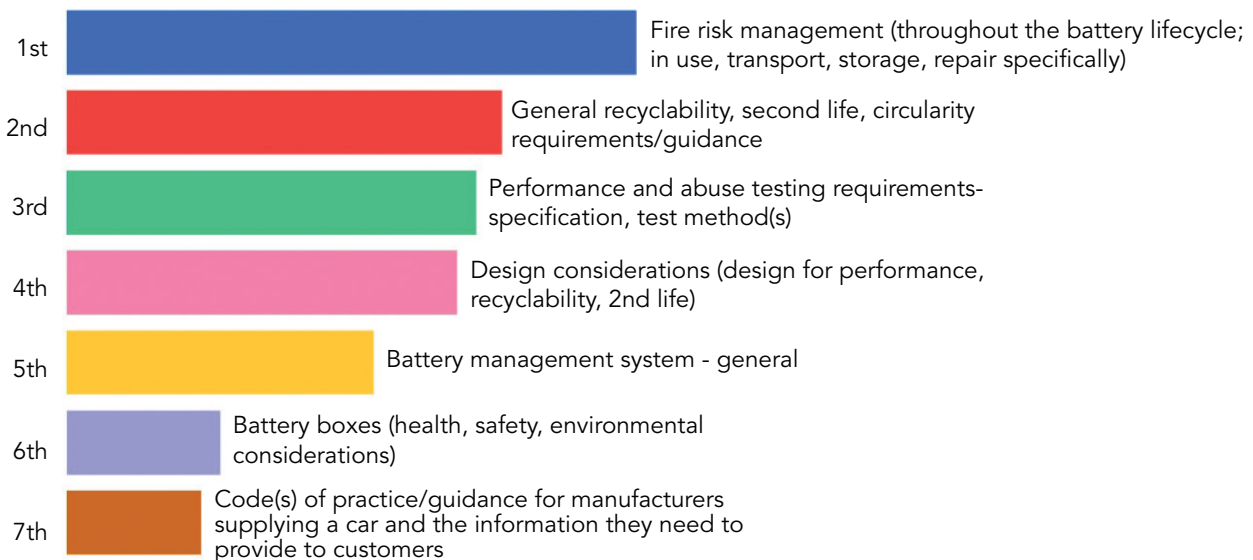 1st
Fire risk management (throughout the battery lifecycle;
in use, transport, storage, repair specifically)
2nd
General recyclability, second life, circularity
requirements/guidance
3rd
Performance and abuse testing requirements-
specification, test method(s)
4th
Design considerations (design for performance,
recyclability, 2nd life)
5th
Battery management system - general
6th
Battery boxes (health, safety, environmental
considerations)
7th
Code(s) of practice/guidance for manufacturers
supplying a car and the information they need to
provide to customers